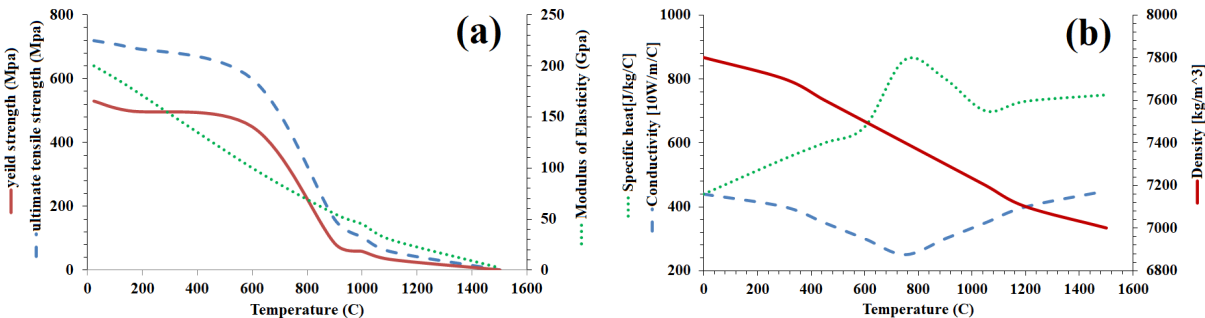 (a)
yeild strength (Mpa)
ultimate tensile strength (Mpa)
800
600
400
200
0
0 200 400 600 800 1000 1200 1400 1600
Temperature (C)
250
200
150
100
50
0
Modulus of Elasticity (Gpa)
(b)
Specific heat[J/kg/C]
Conductivity [10W/m/C]
1000
800
600
400
200
0 200 400 600 800 1000 1200 1400 1600
Temperature (C)
8000
7800
7600
7400
7200
7000
6800
Density [kg/m^3]